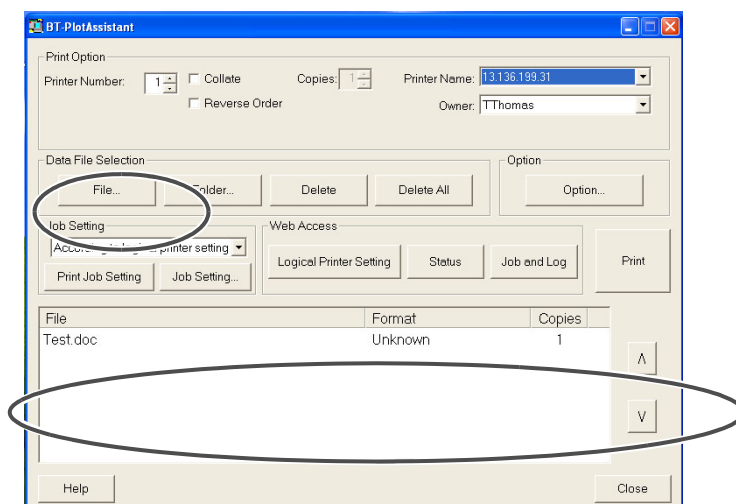 BT-PlotAssistant
Print Option
Printer Number: 1 Collate Copies: 1 Printer Name: 13.136.199.31
Reverse Order Owner: TThomas
Data File Selection Option
File... Folder... Delete Delete All Option...
Job Setting Web Access
According to logical printer setting
Logical Printer Setting Status Job and Log Print
Print Job Setting Job Setting...
File Format Copies
Test.doc Unknown 1
Λ
V
Help Close